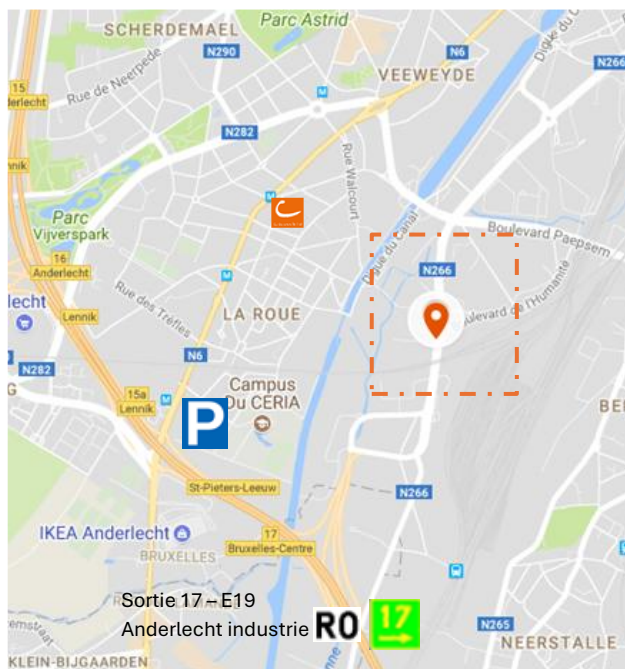 Parc Astrid
SCHERDEMAEL
N290
N6
Digue du Ca
N266
Rue de Neerpede
VEEWEYDE
15
M
N282
Rue Walcourt
M
Parc
Vijverspark
Digue du Canal
Boulevard Paepsem
16
Anderlecht
N266
M
Boulevard de l'Humanité
Lennik
Rue des Trèfles
LA ROUE
N282
N6
15a
Lennik
M
Campus
Du CERIA
P
St-Pieters-Leeuw
N266
IKEA Anderlecht
17
Bruxelles-Centre
BRUXELLES
Sortie 17 – E19
Anderlecht industrie R0 17
N265
NEERSTALLE
KLEIN-BIJGAARDEN